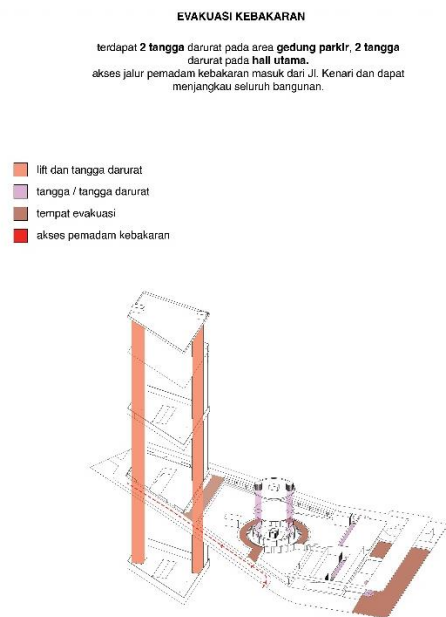 EVAKUASI KEBAKARAN
terdapat 2 tangga darurat pada area gedung parkir, 2 tangga
darurat pada hall utama.
akses jalur pemadam kebakaran masuk dari Jl. Kenari dan dapat
menjangkau seluruh bangunan.
lift dan tangga darurat
tangga / tangga darurat
tempat evakuasi
akses pemadam kebakaran